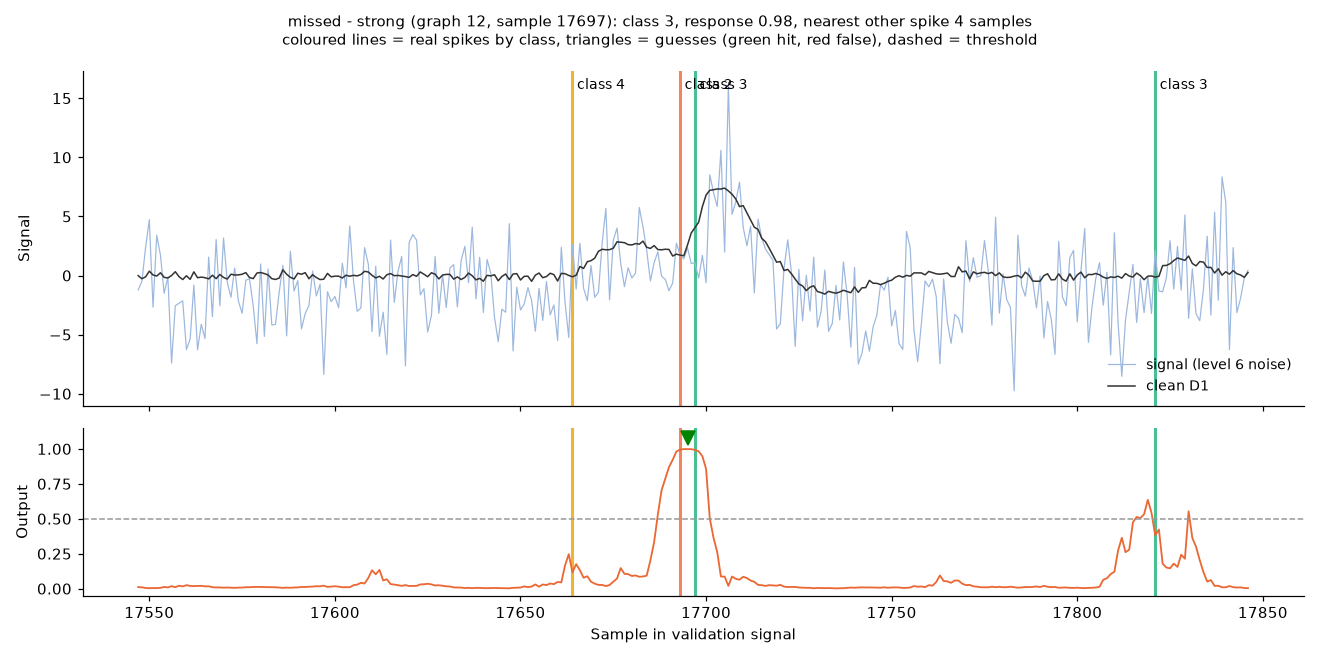 missed - strong (graph 12, sample 17697): class 3, response 0.98, nearest other spike 4 samples
coloured lines = real spikes by class, triangles = guesses (green hit, red false), dashed = threshold
class 4
class 2
class 3
class 3
15
10
5
0
−5
−10
Signal
signal (level 6 noise)
clean D1
1.00
0.75
0.50
0.25
0.00
Output
17550
17600
17650
17700
17750
17800
17850
Sample in validation signal